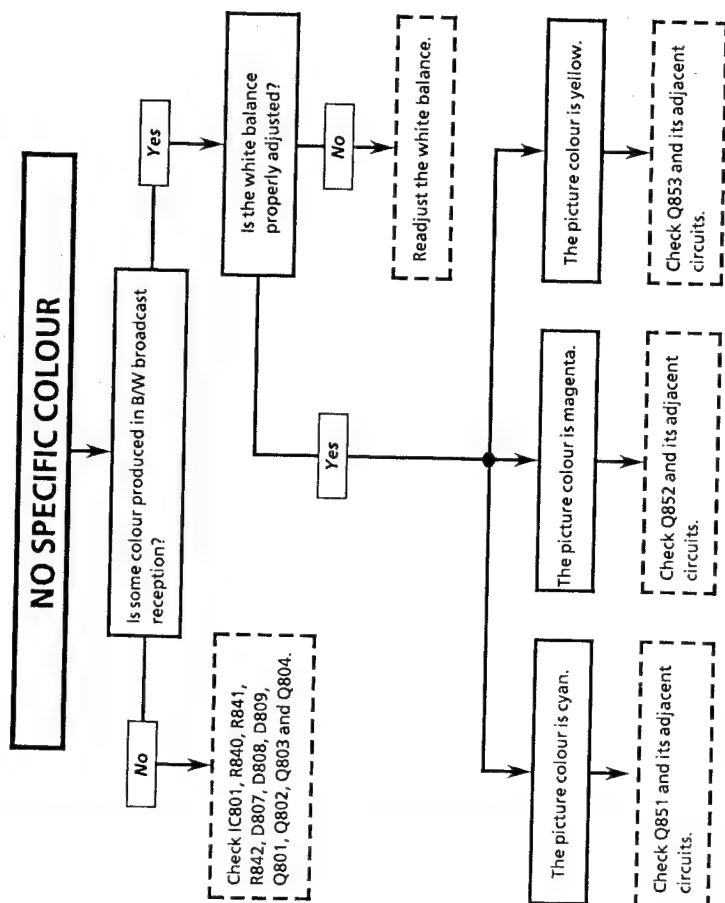 NO SPECIFIC COLOUR
Is some colour produced in B/W broadcast
reception?
No
Yes
Check IC801, R840, R841,
R842, D807, D808, D809,
Q801, Q802, Q803 and Q804.
Is the white balance
properly adjusted?
Yes
No
Readjust the white balance.
The picture colour is cyan.
The picture colour is magenta.
The picture colour is yellow.
Check Q851 and its adjacent
circuits.
Check Q852 and its adjacent
circuits.
Check Q853 and its adjacent
circuits.